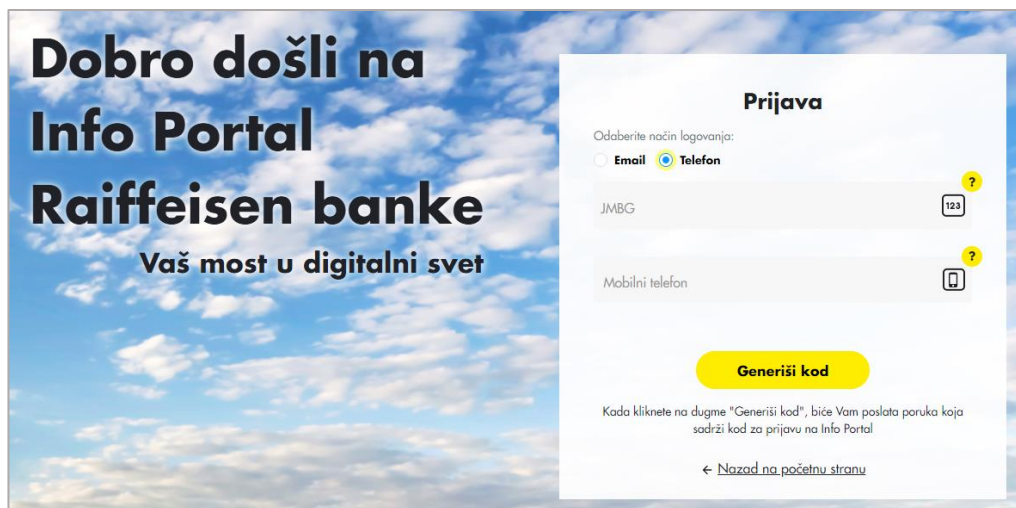 Dobro došli na
Info Portal
Raiffeisen banke
Vaš most u digitalni svet
Prijava
Odaberite način logovanja:
Email Telefon
?
JMBG 123
?
Mobilni telefon
Generiši kod
Kada kliknete na dugme "Generiši kod", biće Vam poslata poruka koja
sadrži kod za prijavu na Info Portal
← Nazad na početnu stranu